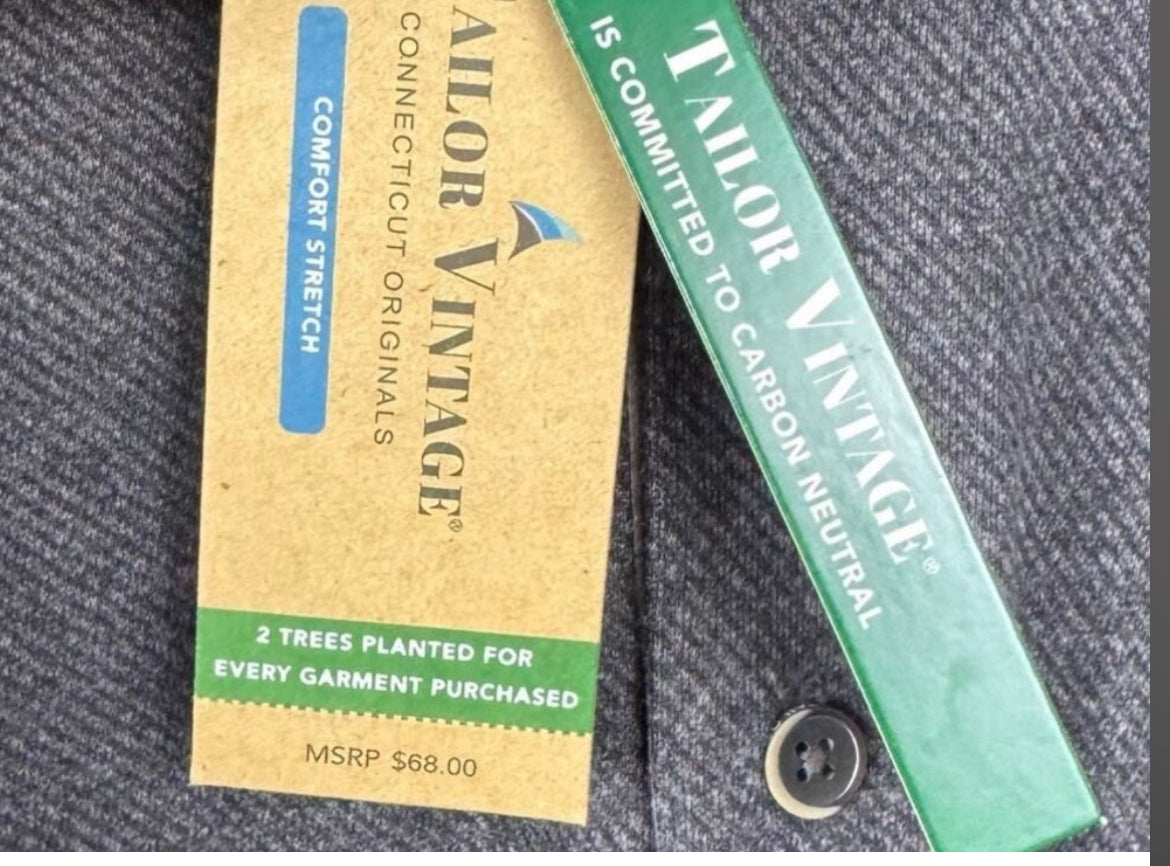 AILOR VINTAGE®
CONNECTICUT ORIGINALS
COMFORT STRETCH
2 TREES PLANTED FOR
EVERY GARMENT PURCHASED
MSRP $68.00
TAILOR VINTAGE®
IS COMMITTED TO CARBON NEUTRAL